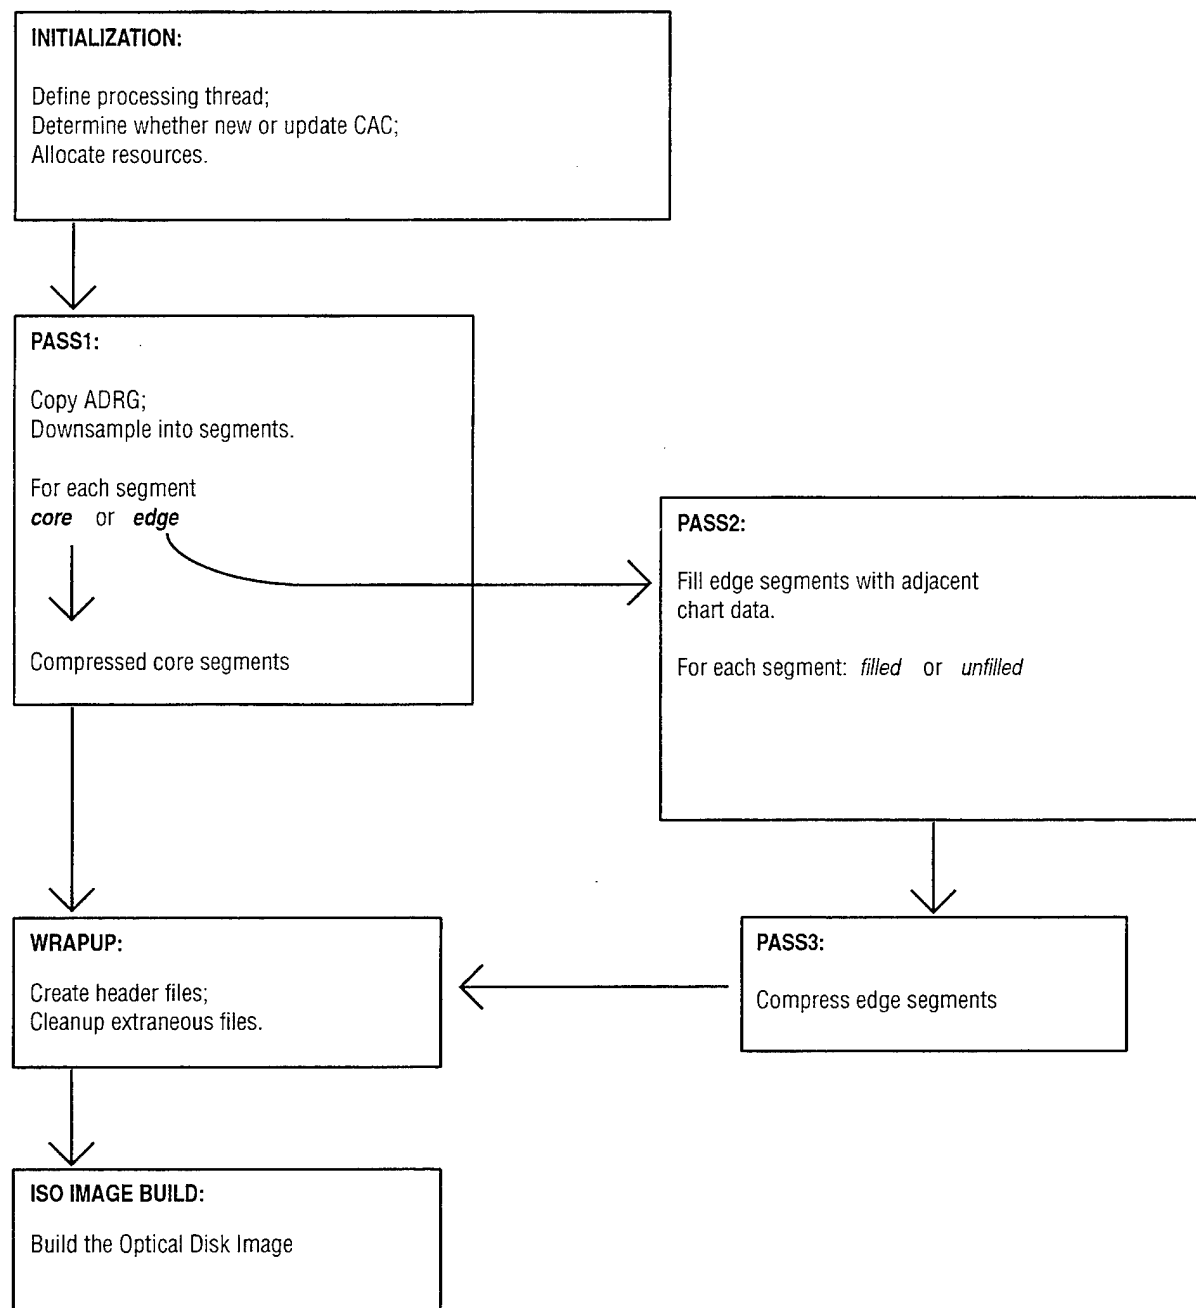 INITIALIZATION:
Define processing thread;
Determine whether new or update CAC;
Allocate resources.
PASS1:
Copy ADRG;
Downsample into segments.
For each segment
core or edge
Compressed core segments
PASS2:
Fill edge segments with adjacent
chart data.
For each segment: filled or unfilled
WRAPUP:
Create header files;
Cleanup extraneous files.
PASS3:
Compress edge segments
ISO IMAGE BUILD:
Build the Optical Disk Image